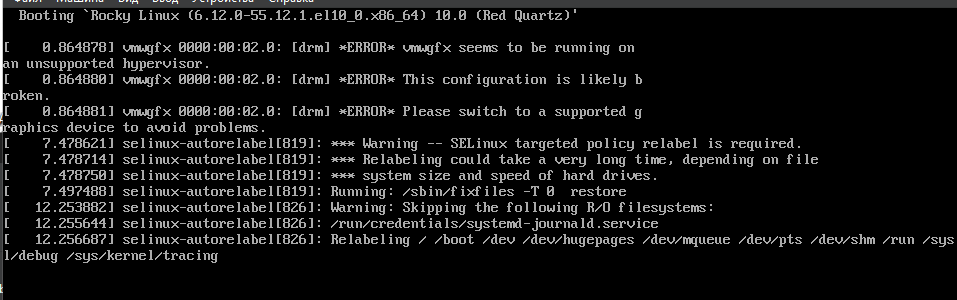 Файл Машина Вид Ввод Устройства Справка
Booting `Rocky Linux (6.12.0-55.12.1.el10_0.x86_64) 10.0 (Red Quartz)'
[    0.864878] vmwgfx 0000:00:02.0: [drm] *ERROR* vmwgfx seems to be running on
an unsupported hypervisor.
[    0.864880] vmwgfx 0000:00:02.0: [drm] *ERROR* This configuration is likely b
roken.
[    0.864881] vmwgfx 0000:00:02.0: [drm] *ERROR* Please switch to a supported g
raphics device to avoid problems.
[    7.478621] selinux-autorelabel[819]: *** Warning -- SELinux targeted policy relabel is required.
[    7.478714] selinux-autorelabel[819]: *** Relabeling could take a very long time, depending on file
[    7.478750] selinux-autorelabel[819]: *** system size and speed of hard drives.
[    7.497488] selinux-autorelabel[819]: Running: /sbin/fixfiles -T 0  restore
[   12.253882] selinux-autorelabel[826]: Warning: Skipping the following R/O filesystems:
[   12.255644] selinux-autorelabel[826]: /run/credentials/systemd-journald.service
[   12.256687] selinux-autorelabel[826]: Relabeling / /boot /dev /dev/hugepages /dev/mqueue /dev/pts /dev/shm /run /sys
l/debug /sys/kernel/tracing